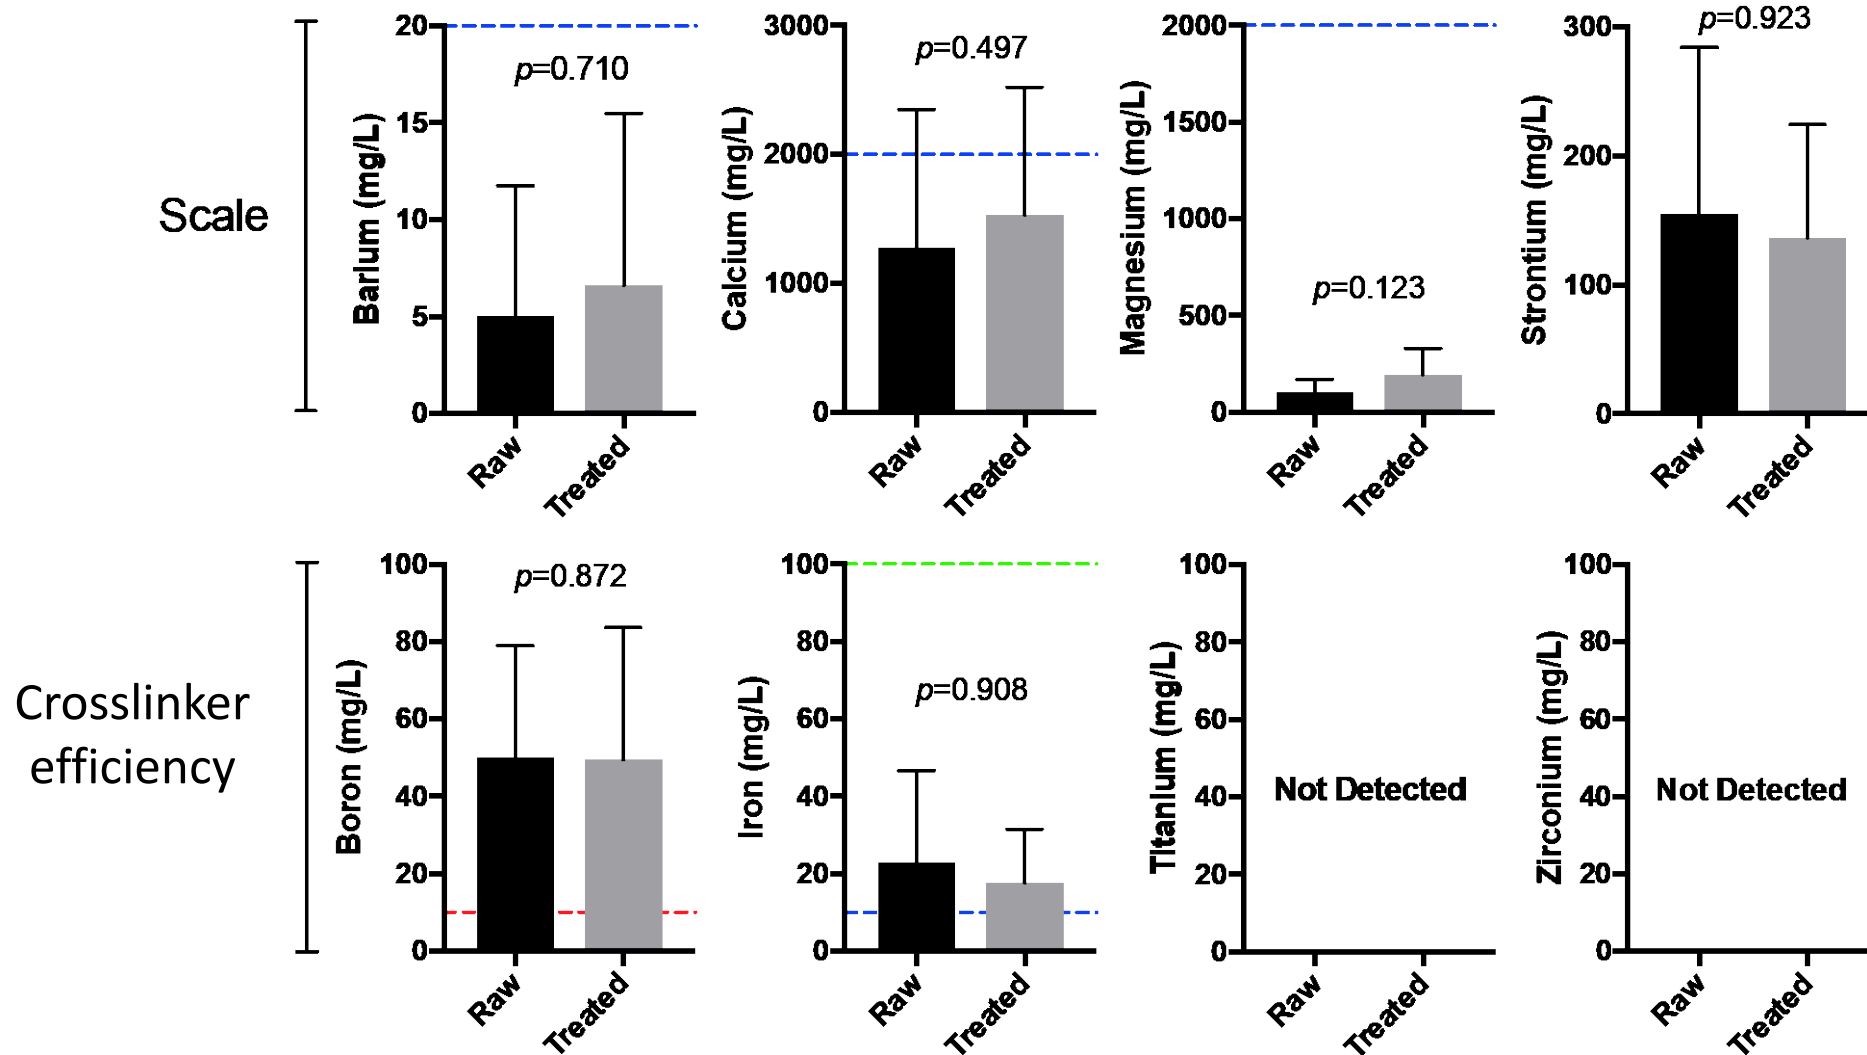 Scale
Barium (mg/L)
20
15
10
5
0
p=0.710
Raw
Treated
Calcium (mg/L)
3000
2000
1000
0
p=0.497
Raw
Treated
Magnesium (mg/L)
2000
1500
1000
500
0
p=0.123
Raw
Treated
Strontium (mg/L)
300
200
100
0
p=0.923
Raw
Treated
Crosslinker
efficiency
Boron (mg/L)
100
80
60
40
20
0
p=0.872
Raw
Treated
Iron (mg/L)
100
80
60
40
20
0
p=0.908
Raw
Treated
Titanium (mg/L)
100
80
60
40
20
0
Not Detected
Raw
Treated
Zirconium (mg/L)
100
80
60
40
20
0
Not Detected
Raw
Treated